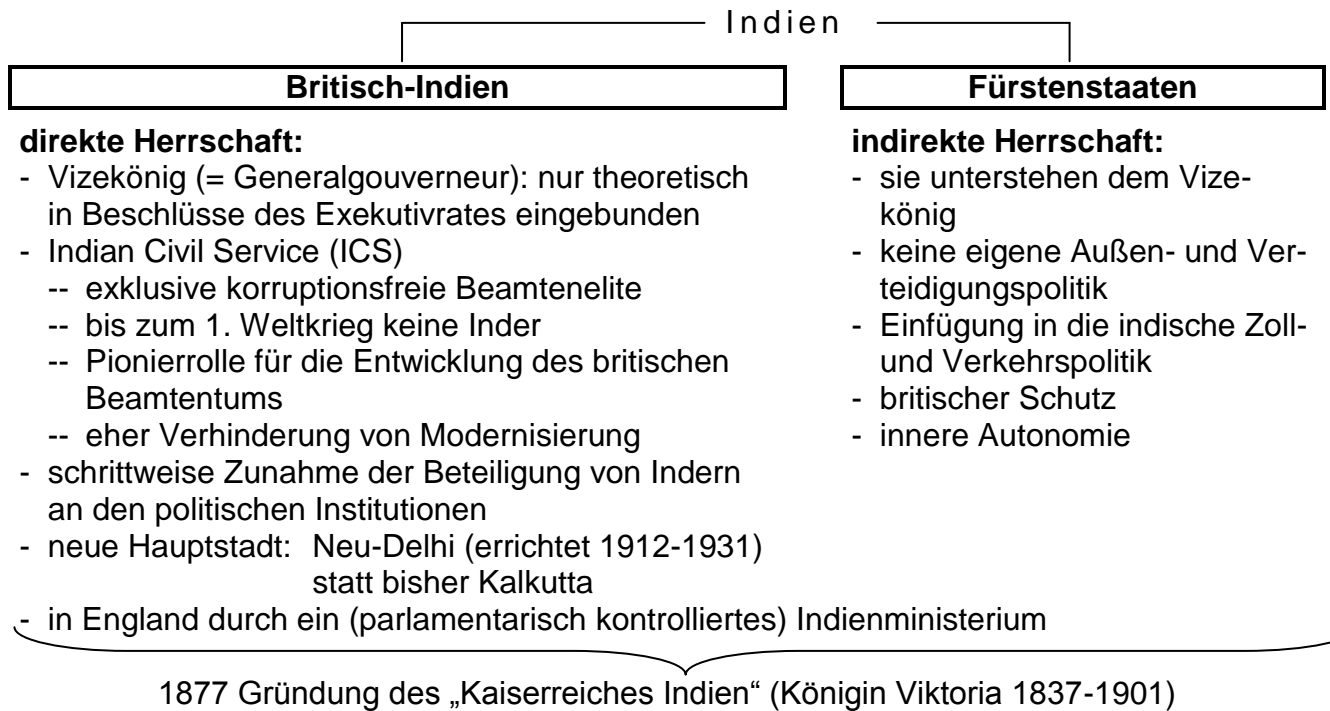 Indien
Britisch-Indien
direkte Herrschaft:
- Vizekönig (= Generalgouverneur): nur theoretisch
in Beschlüsse des Exekutivrates eingebunden
- Indian Civil Service (ICS)
-- exklusive korruptionsfreie Beamtenelite
-- bis zum 1. Weltkrieg keine Inder
-- Pionierrolle für die Entwicklung des britischen
Beamtentums
-- eher Verhinderung von Modernisierung
- schrittweise Zunahme der Beteiligung von Indern
an den politischen Institutionen
- neue Hauptstadt: Neu-Delhi (errichtet 1912-1931)
statt bisher Kalkutta
- in England durch ein (parlamentarisch kontrolliertes) Indienministerium
Fürstenstaaten
indirekte Herrschaft:
- sie unterstehen dem Vize-
könig
- keine eigene Außen- und Ver-
teidigungspolitik
- Einfügung in die indische Zoll-
und Verkehrspolitik
- britischer Schutz
- innere Autonomie
1877 Gründung des „Kaiserreiches Indien“ (Königin Viktoria 1837-1901)